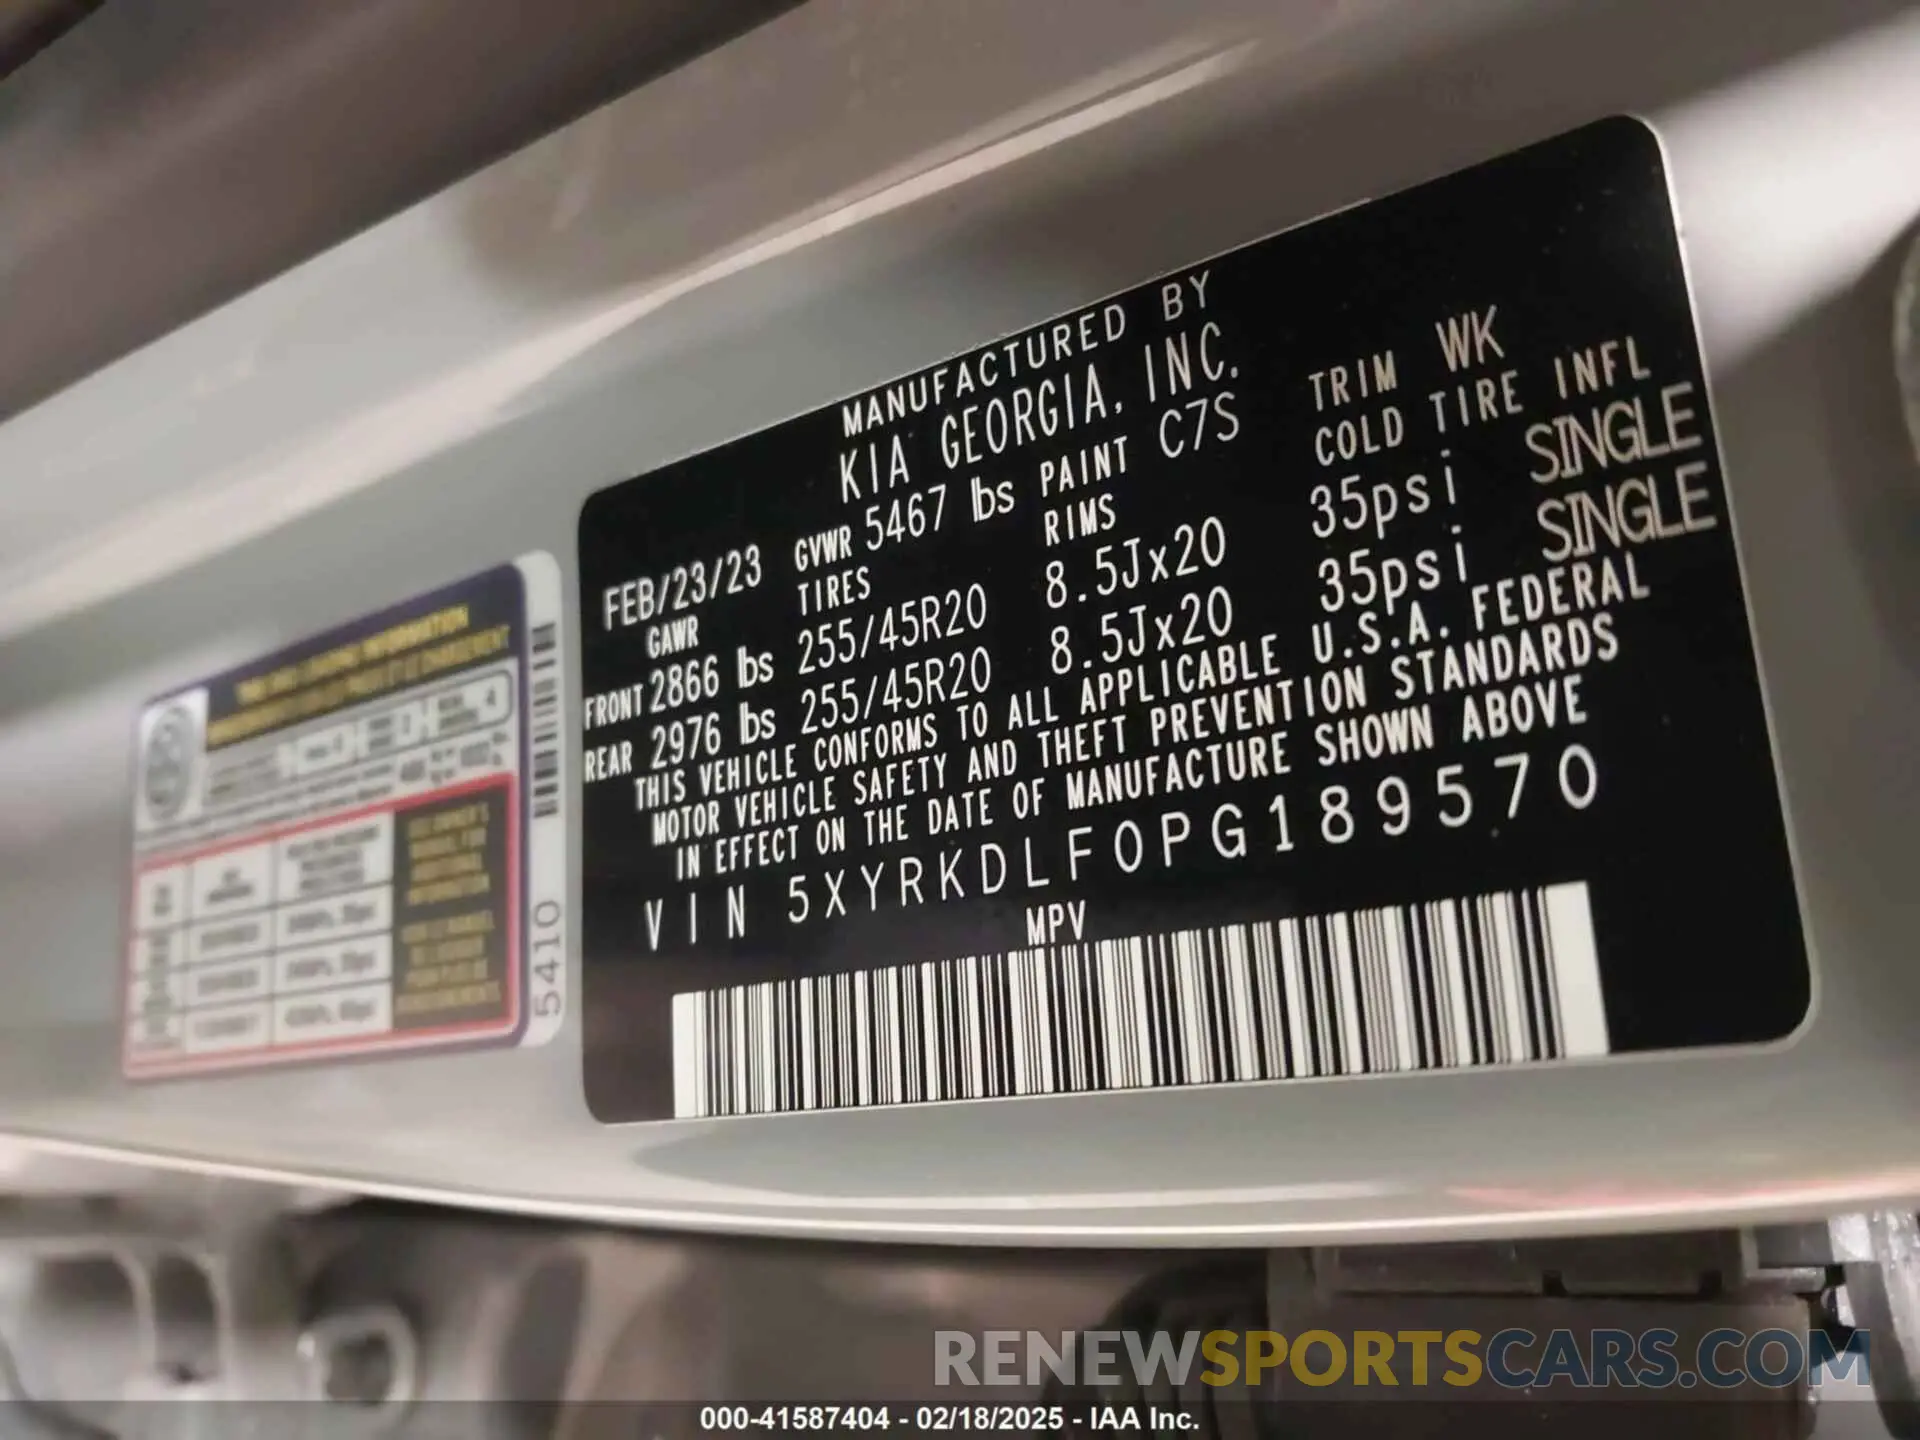 MANUFACTURED BY
KIA GEORGIA, INC.
FEB/23/23 GVWR 5467 lbs PAINT C7S TRIM WK
GAWR TIRES RIMS COLD TIRE INFL
FRONT 2866 lbs 255/45R20 8.5Jx20 35psi SINGLE
REAR 2976 lbs 255/45R20 8.5Jx20 35psi SINGLE
THIS VEHICLE CONFORMS TO ALL APPLICABLE U.S.A. FEDERAL
MOTOR VEHICLE SAFETY AND THEFT PREVENTION STANDARDS
IN EFFECT ON THE DATE OF MANUFACTURE SHOWN ABOVE
VIN 5XYRKDLF0PG189570
MPV
5410
RENEWSPORTSCARS.COM
000-41587404 - 02/18/2025 - IAA Inc.